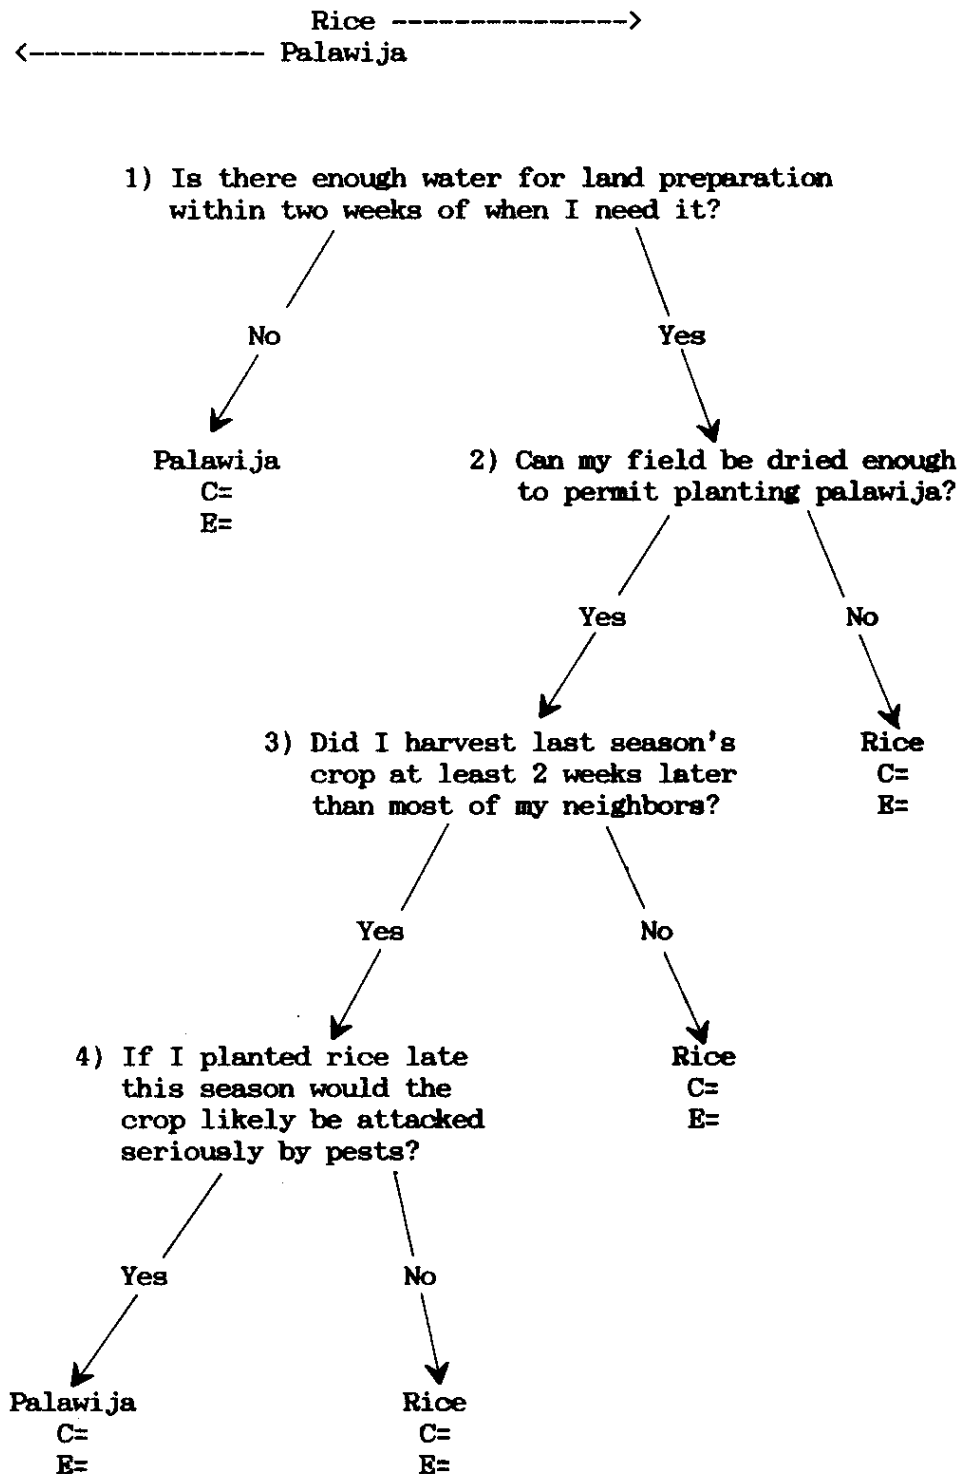 Rice --------------->
<--------------- Palawija
1) Is there enough water for land preparation
within two weeks of when I need it?
No
Yes
Palawija
C=
E=
2) Can my field be dried enough
to permit planting palawija?
Yes
No
3) Did I harvest last season's
crop at least 2 weeks later
than most of my neighbors?
Rice
C=
E=
Yes
No
4) If I planted rice late
this season would the
crop likely be attacked
seriously by pests?
Rice
C=
E=
Yes
No
Palawija
C=
E=
Rice
C=
E=